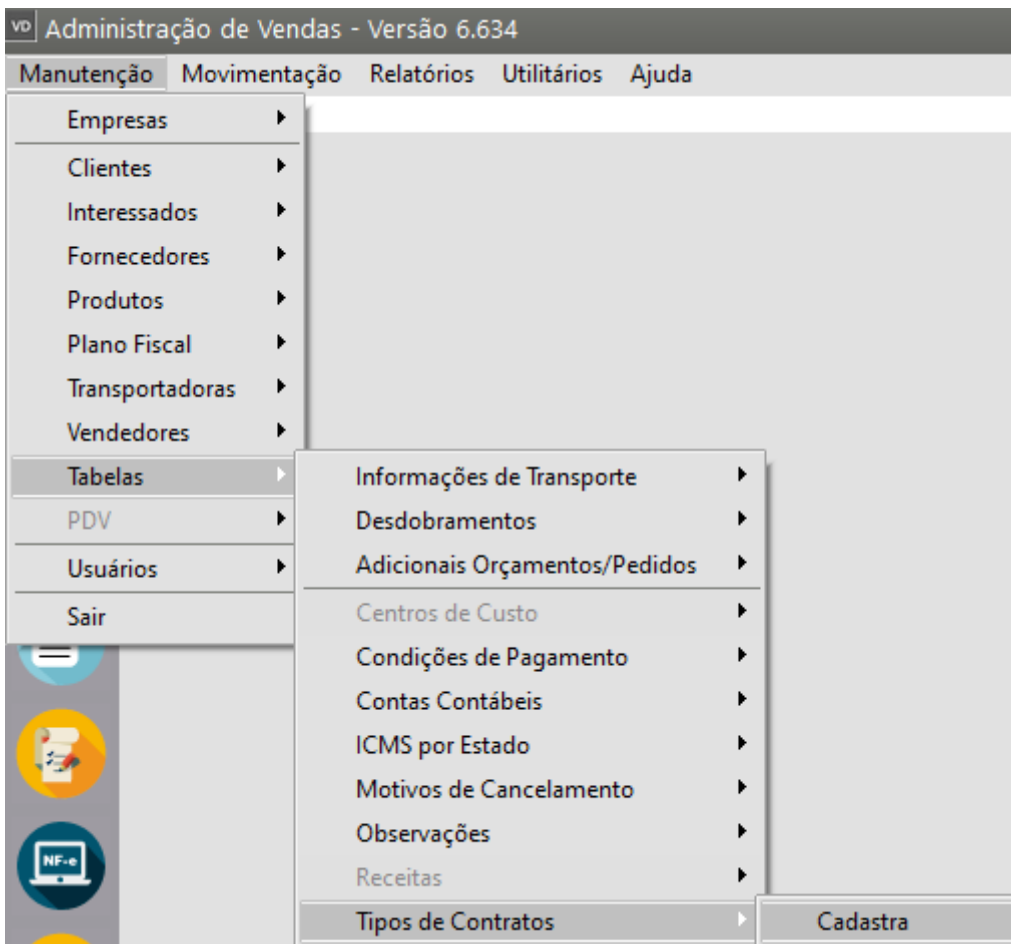 VD Administração de Vendas - Versão 6.634
Manutenção Movimentação Relatórios Utilitários Ajuda
Empresas
Clientes
Interessados
Fornecedores
Produtos
Plano Fiscal
Transportadoras
Vendedores
Tabelas
PDV
Usuários
Sair
Informações de Transporte
Desdobramentos
Adicionais Orçamentos/Pedidos
Centros de Custo
Condições de Pagamento
Contas Contábeis
ICMS por Estado
Motivos de Cancelamento
Observações
Receitas
Tipos de Contratos
Cadastra
NF-e